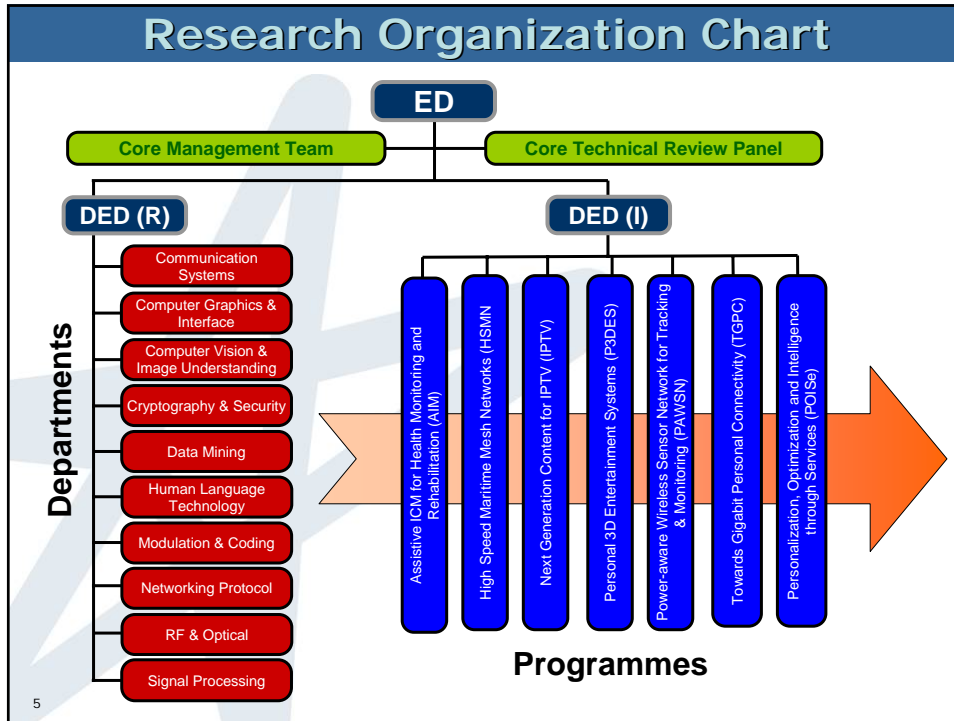 Research Organization Chart
ED
Core Management Team
Core Technical Review Panel
DED (R)
DED (I)
Departments
Communication
Systems
Computer Graphics &
Interface
Computer Vision &
Image Understanding
Cryptography & Security
Data Mining
Human Language
Technology
Modulation & Coding
Networking Protocol
RF & Optical
Signal Processing
Assistive ICM for Health Monitoring and
Rehabilitation (AIM)
High Speed Maritime Mesh Networks (HSMN)
Next Generation Content for IPTV (IPTV)
Personal 3D Entertainment Systems (P3DES)
Power-aware Wireless Sensor Network for Tracking
& Monitoring (PAWSN)
Towards Gigabit Personal Connectivity (TGPC)
Personalization, Optimization and Intelligence
through Services (POISe)
Programmes
5